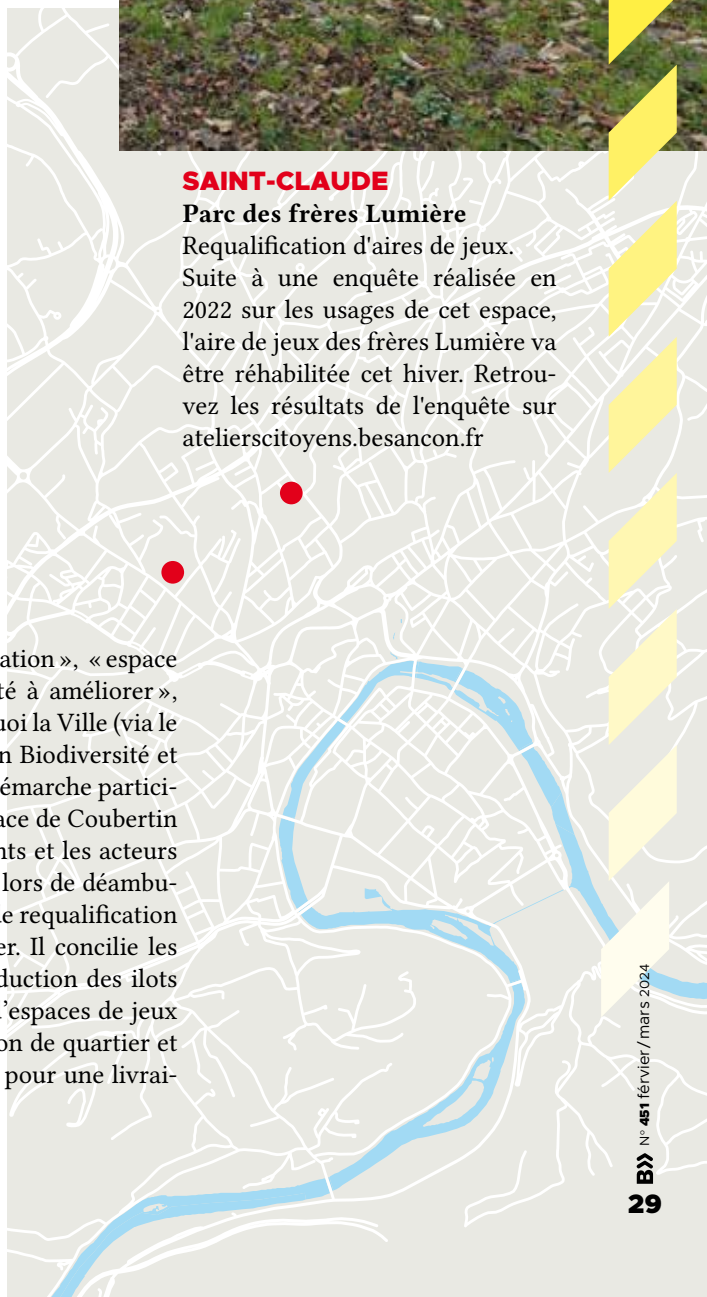 SAINT-CLAUDE
Parc des frères Lumière
Requalification d'aires de jeux.
Suite à une enquête réalisée en
2022 sur les usages de cet espace,
l'aire de jeux des frères Lumière va
être réhabilitée cet hiver. Retrou-
vez les résultats de l'enquête sur
atelierscitoyens.besancon.fr
ation », « espace
té à améliorer »,
uoi la Ville (via le
n Biodiversité et
émarche partici-
ace de Coubertin
nts et les acteurs
lors de déambu-
e requalification
er. Il concilie les
duction des ilots
d'espaces de jeux
on de quartier et
pour une livrai-
B» N° 451 férvier / mars 2024
29